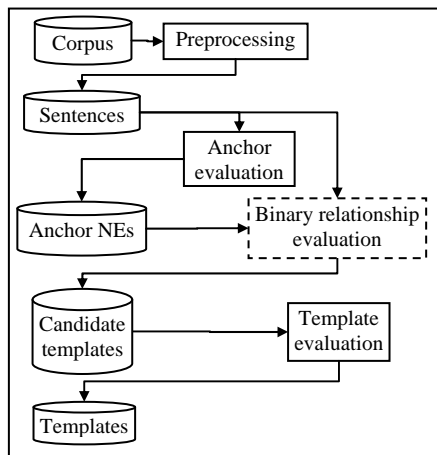 Corpus
Preprocessing
Sentences
Anchor
evaluation
Anchor NEs
Binary relationship
evaluation
Candidate
templates
Template
evaluation
Templates